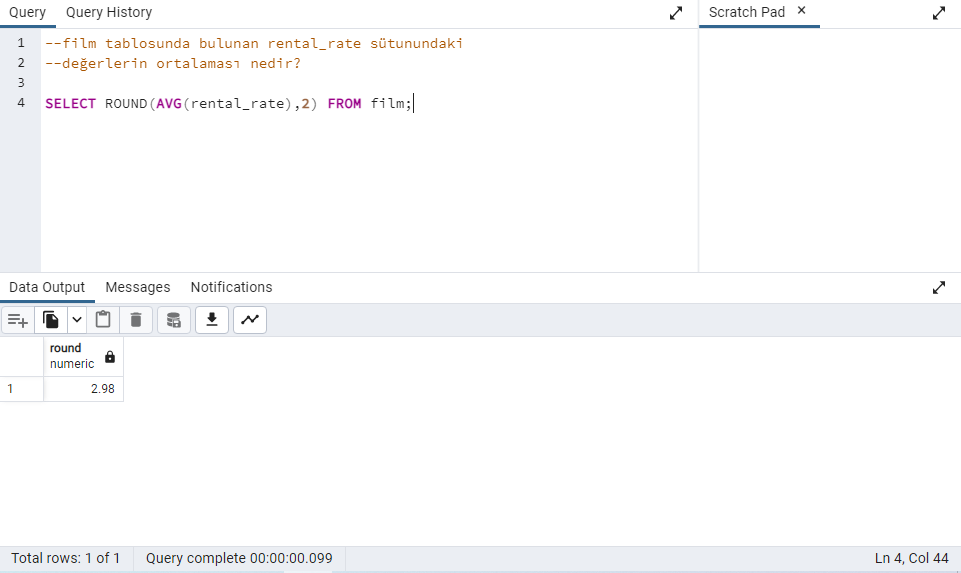 Query Query History Scratch Pad ×
1 --film tablosunda bulunan rental_rate sütunundaki
2 --değerlerin ortalaması nedir?
3
4 SELECT ROUND(AVG(rental_rate),2) FROM film;
Data Output Messages Notifications
round
numeric
1 2.98
Total rows: 1 of 1 Query complete 00:00:00.099 Ln 4, Col 44